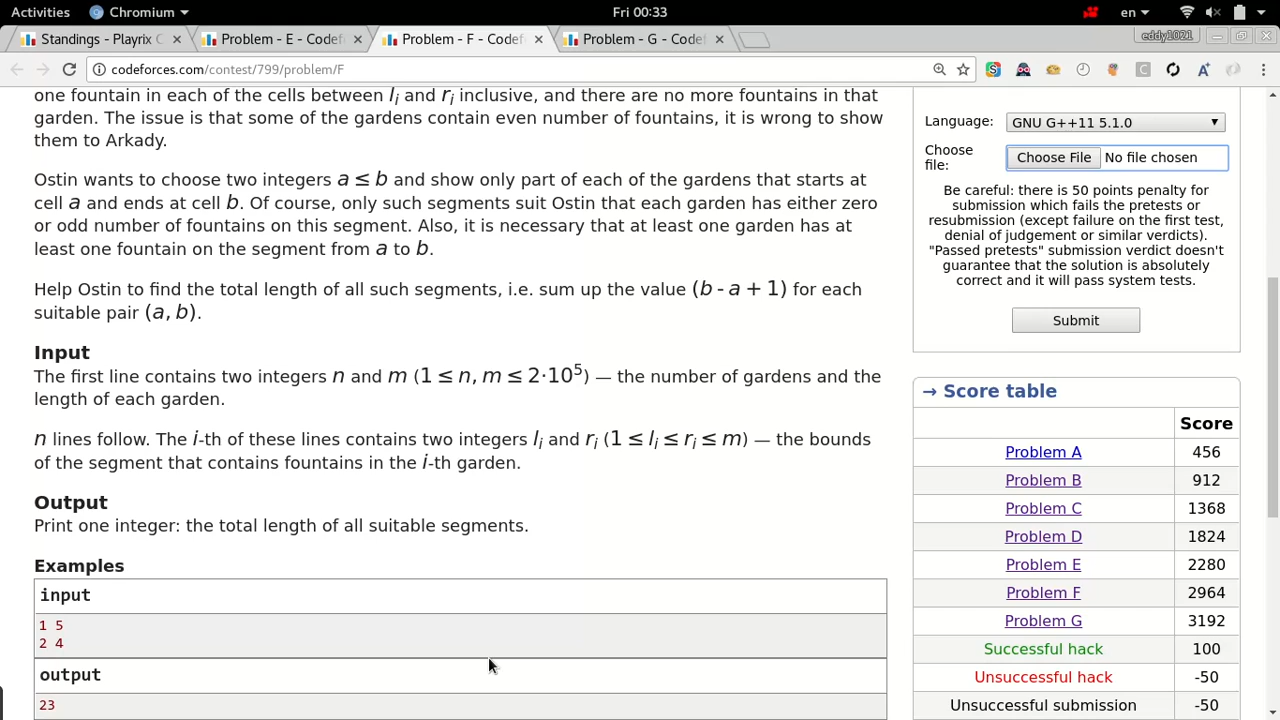 Activities Chromium Fri 00:33 en
Standings - Playrix C Problem - E - Codef Problem - F - Codef Problem - G - Codef eddy1021
codeforces.com/contest/799/problem/F
one fountain in each of the cells between li and ri inclusive, and there are no more fountains in that
garden. The issue is that some of the gardens contain even number of fountains, it is wrong to show
them to Arkady.
Ostin wants to choose two integers a ≤ b and show only part of each of the gardens that starts at
cell a and ends at cell b. Of course, only such segments suit Ostin that each garden has either zero
or odd number of fountains on this segment. Also, it is necessary that at least one garden has at
least one fountain on the segment from a to b.
Help Ostin to find the total length of all such segments, i.e. sum up the value (b - a + 1) for each
suitable pair (a, b).
Input
The first line contains two integers n and m (1 ≤ n, m ≤ 2·10^5) — the number of gardens and the
length of each garden.
n lines follow. The i-th of these lines contains two integers li and ri (1 ≤ li ≤ ri ≤ m) — the bounds
of the segment that contains fountains in the i-th garden.
Output
Print one integer: the total length of all suitable segments.
Examples
input
1 5
2 4
output
23
Language: GNU G++11 5.1.0
Choose
file: Choose File No file chosen
Be careful: there is 50 points penalty for
submission which fails the pretests or
resubmission (except failure on the first test,
denial of judgement or similar verdicts).
"Passed pretests" submission verdict doesn't
guarantee that the solution is absolutely
correct and it will pass system tests.
Submit
→ Score table
Score
Problem A 456
Problem B 912
Problem C 1368
Problem D 1824
Problem E 2280
Problem F 2964
Problem G 3192
Successful hack 100
Unsuccessful hack -50
Unsuccessful submission -50